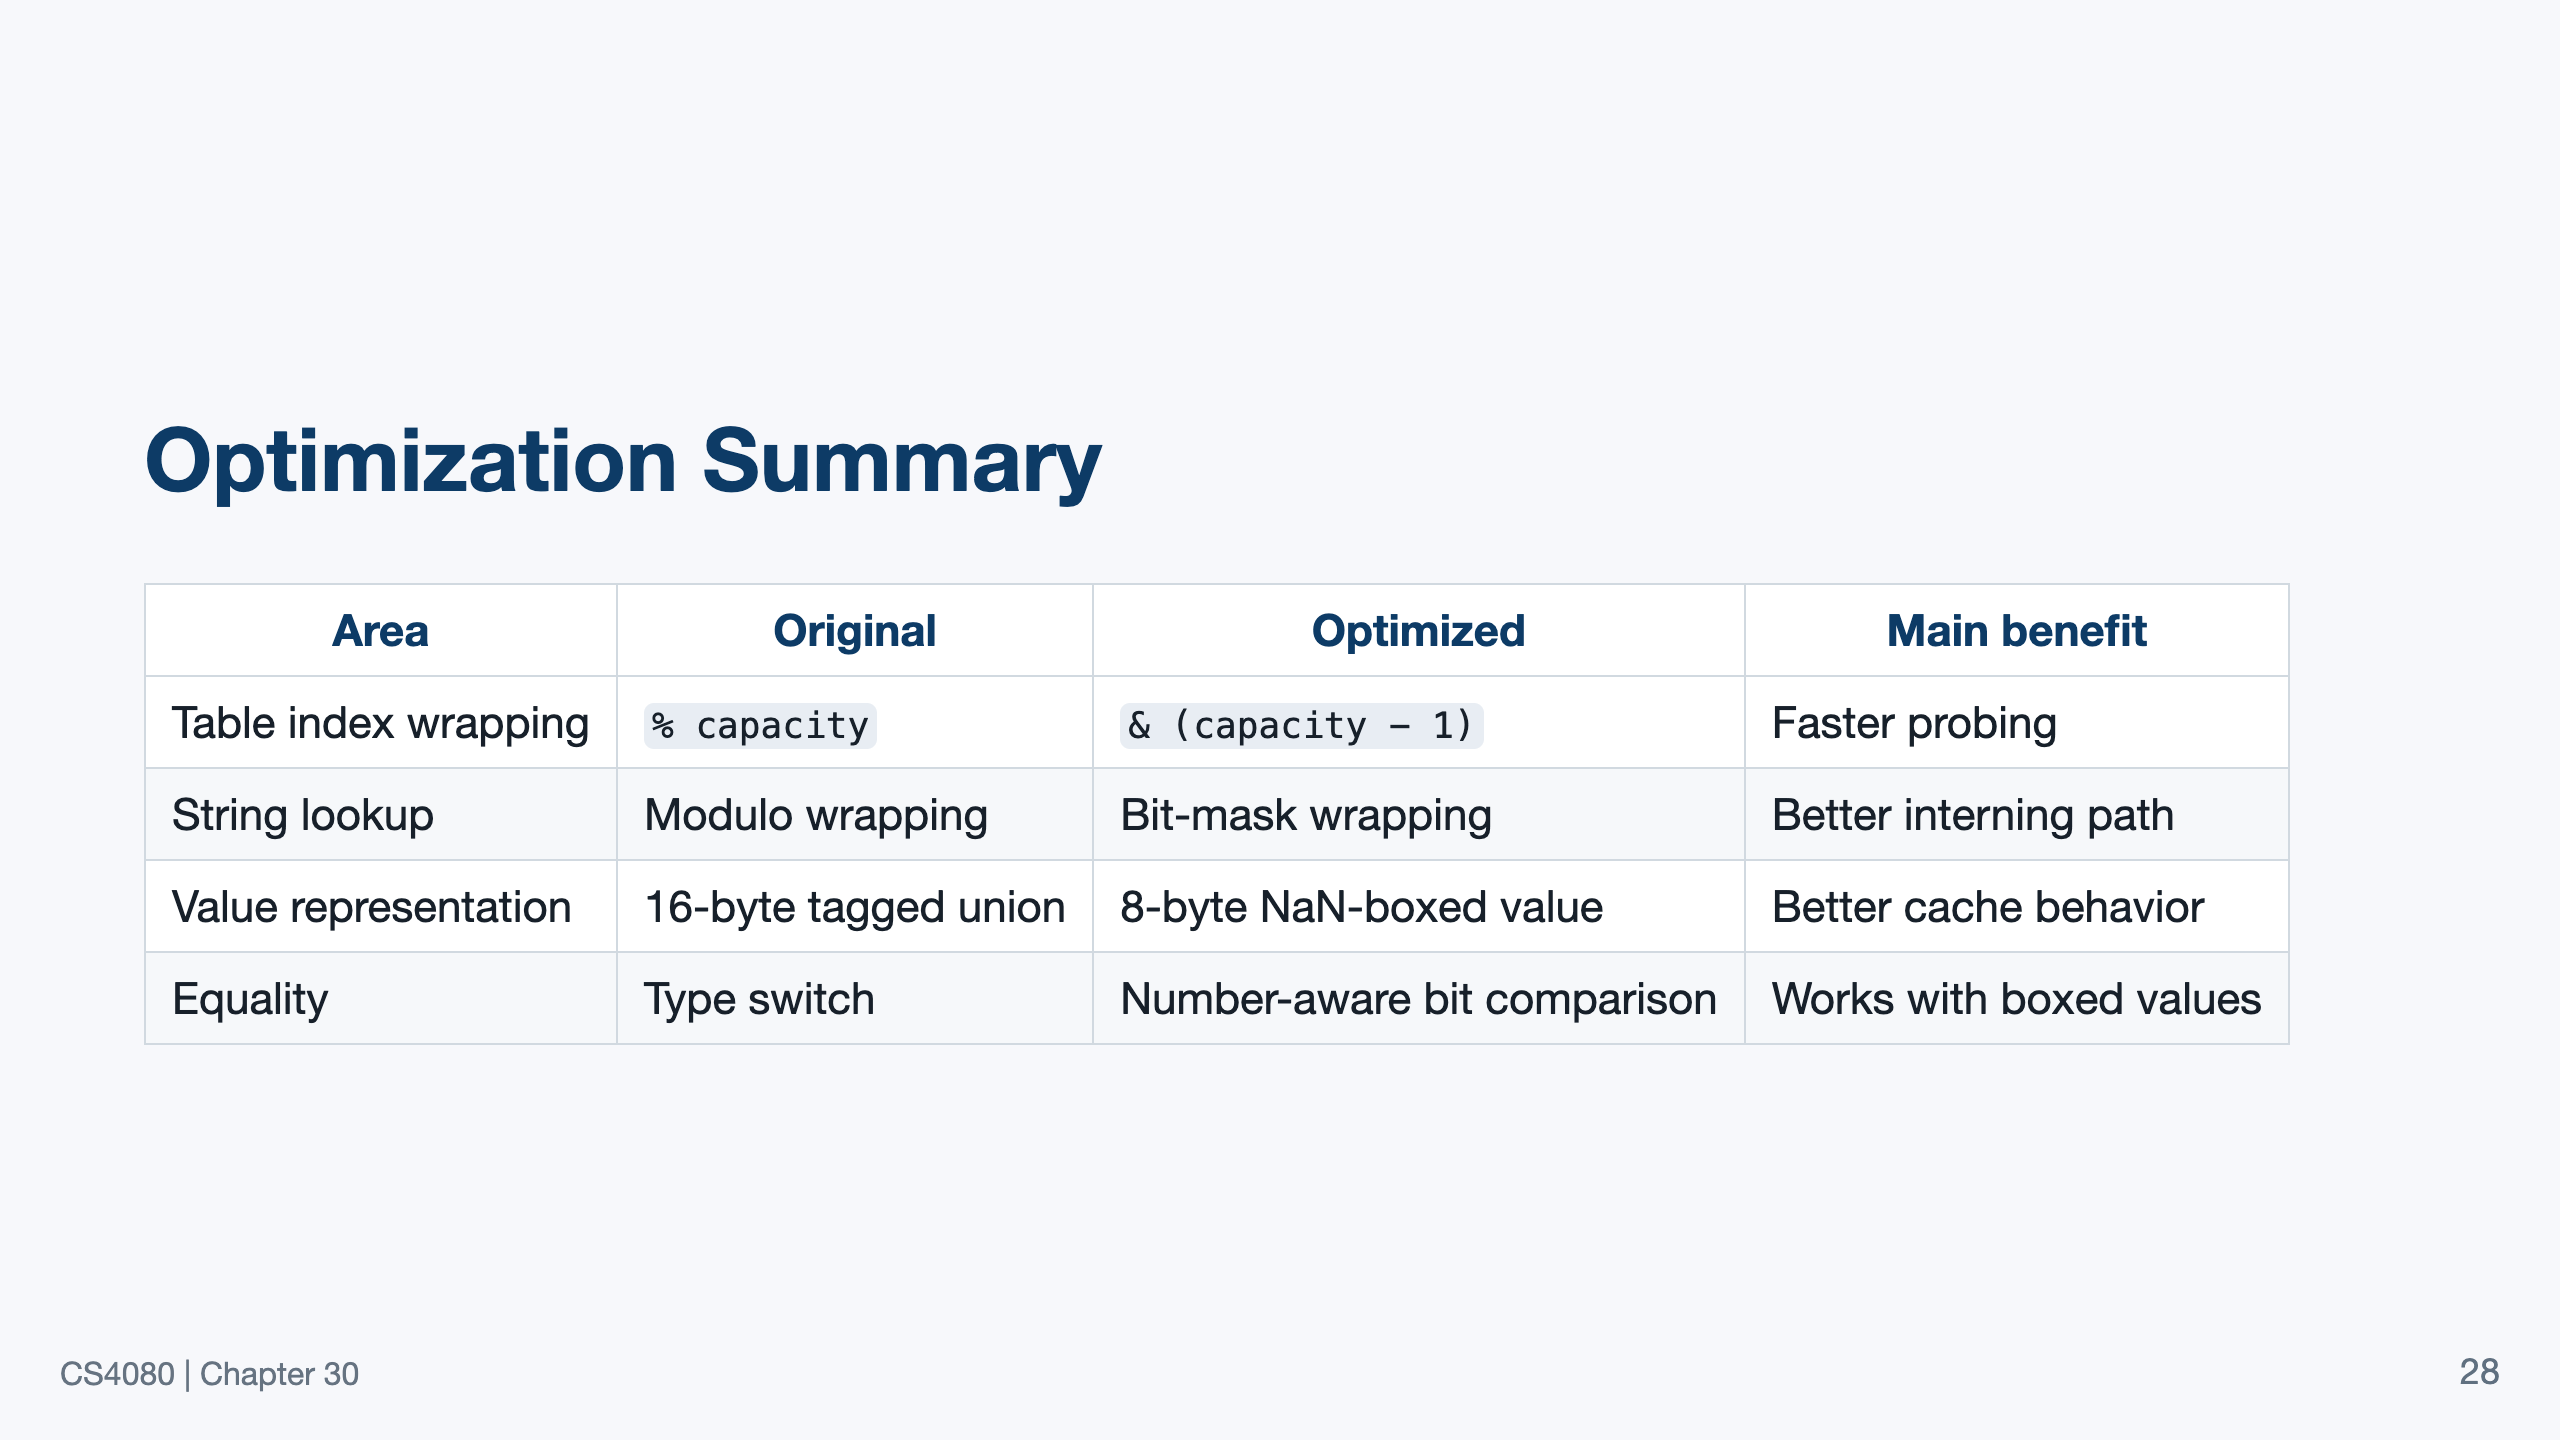 Optimization Summary
Area Original Optimized Main benefit
Table index wrapping % capacity & (capacity − 1) Faster probing
String lookup Modulo wrapping Bit-mask wrapping Better interning path
Value representation 16-byte tagged union 8-byte NaN-boxed value Better cache behavior
Equality Type switch Number-aware bit comparison Works with boxed values
CS4080 | Chapter 30 28